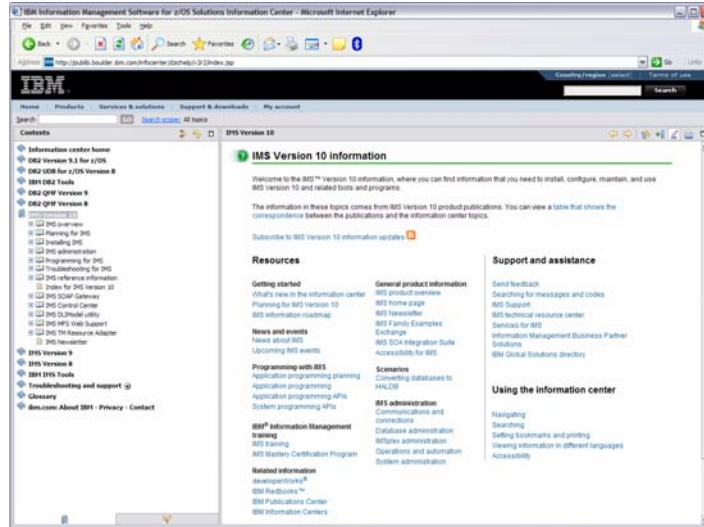 IBM Information Management Software for z/OS Solutions Information Center - Microsoft Internet Explorer
File Edit View Favorites Tools Help
Back Search Favorites
Address http://publib.boulder.ibm.com/infocenter/dzichelp/v2r2/index.jsp Go Links
Country/region [select] Terms of use
IBM
Search
Home Products Services & solutions Support & downloads My account
Search: GO Search scope: All topics
Contents
Information center home
DB2 Version 9.1 for z/OS
DB2 UDB for z/OS Version 8
IBM DB2 Tools
DB2 QMF Version 9
DB2 QMF Version 8
IMS Version 10
IMS overview
Planning for IMS
Installing IMS
IMS administration
Programming for IMS
Troubleshooting for IMS
IMS reference information
Index for IMS Version 10
IMS SOAP Gateway
IMS Control Center
IMS DLIModel utility
IMS MFS Web Support
IMS TM Resource Adapter
IMS Newsletter
IMS Version 9
IMS Version 8
IBM IMS Tools
Troubleshooting and support
Glossary
ibm.com: About IBM - Privacy - Contact
IMS Version 10
IMS Version 10 information
Welcome to the IMS™ Version 10 information, where you can find information that you need to install, configure, maintain, and use
IMS Version 10 and related tools and programs.
The information in these topics comes from IMS Version 10 product publications. You can view a table that shows the
correspondence between the publications and the information center topics.
Subscribe to IMS Version 10 information updates
Resources
Getting started
What's new in the information center
Planning for IMS Version 10
IMS information roadmap
News and events
News about IMS
Upcoming IMS events
Programming with IMS
Application programming planning
Application programming
Application programming APIs
System programming APIs
IBM® Information Management
training
IMS training
IMS Mastery Certification Program
Related information
developerWorks®
IBM Redbooks™
IBM Publications Center
IBM Information Centers
General product information
IMS product overview
IMS home page
IMS Newsletter
IMS Family Examples
Exchange
IMS SOA Integration Suite
Accessibility for IMS
Scenarios
Converting databases to
HALDB
IMS administration
Communications and
connections
Database administration
IMSplex administration
Operations and automation
System administration
Support and assistance
Send feedback
Searching for messages and codes
IMS Support
IMS technical resource center
Services for IMS
Information Management Business Partner
Solutions
IBM Global Solutions directory
Using the information center
Navigating
Searching
Setting bookmarks and printing
Viewing information in different languages
Accessibility